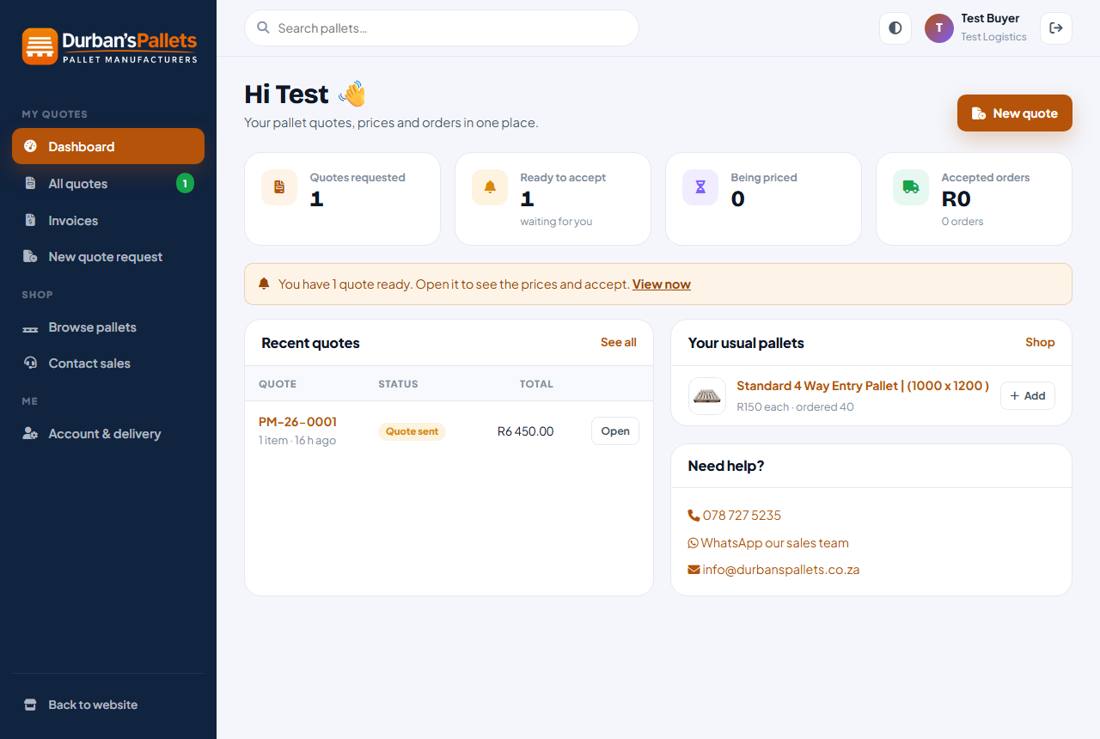 Durban'sPallets
PALLET MANUFACTURERS
MY QUOTES
Dashboard
All quotes 1
Invoices
New quote request
SHOP
Browse pallets
Contact sales
ME
Account & delivery
Back to website
Search pallets…
T
Test Buyer
Test Logistics
Hi Test 👋
Your pallet quotes, prices and orders in one place.
New quote
Quotes requested
1
Ready to accept
1
waiting for you
Being priced
0
Accepted orders
R0
0 orders
You have 1 quote ready. Open it to see the prices and accept. View now
Recent quotes See all
QUOTE STATUS TOTAL
PM-26-0001
1 item · 16 h ago
Quote sent
R6 450.00
Open
Your usual pallets Shop
Standard 4 Way Entry Pallet | (1000 x 1200 )
R150 each · ordered 40
+ Add
Need help?
078 727 5235
WhatsApp our sales team
info@durbanspallets.co.za